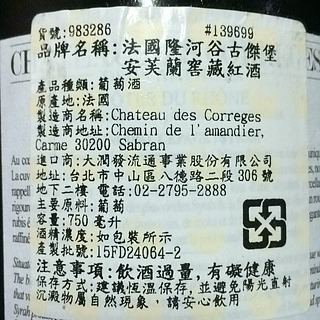 貨號:983286 #139699
品牌名稱:法國隆河谷古傑堡
安芙蘭窖藏紅酒
產品種類:葡萄酒
原產地:法國
製造商名稱:Chateau des Correges
製造商地址:Chemin de l'amandier,
Carme 30200 Sabran
進口商:大潤發流通事業股份有限公司
地址:台北市中山區八德路二段306號
地下二樓 電話:02-2795-2888
主要原料:葡萄
容量:750毫升
酒精濃度:如包裝所示
產製批號:15FD24064-2
注意事項:飲酒過量,有礙健康
保存方式:建議恆溫保存,並避免陽光直射
沉澱物屬自然現象,請安心飲用